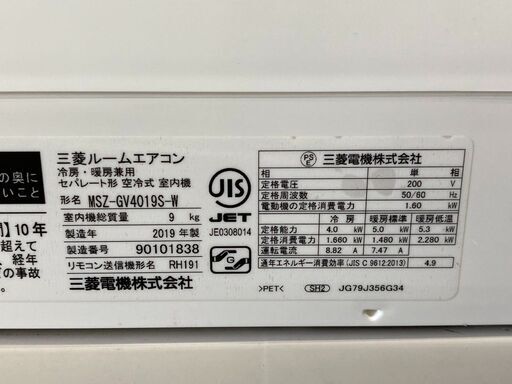 の奥に
いこと
】10年
超えて
、経年
の事故
三菱ルームエアコン
冷房・暖房兼用
セパレート形 空冷式 室内機
形名 MSZ-GV4019S-W
室内機総質量 9 kg
製造年 2019 年製
製造番号 90101838
リモコン送信機形名 RH191
三菱電機株式会社
JIS
JET
JE0308014
PS E 三菱電機株式会社
相 単 相
定格電圧 200 V
定格周波数 50/60 Hz
電動機の定格消費電力 1.60 kW
冷 房 暖房標準 暖房低温
定格能力 4.0 kW 5.0 kW 5.3 kW
定格消費電力 1.660 kW 1.480 kW 2.280 kW
運転電流 8.82 A 7.47 A
通年エネルギー消費効率(JIS C 9612:2013) 4.9
>PET< SH2 JG79J356G34